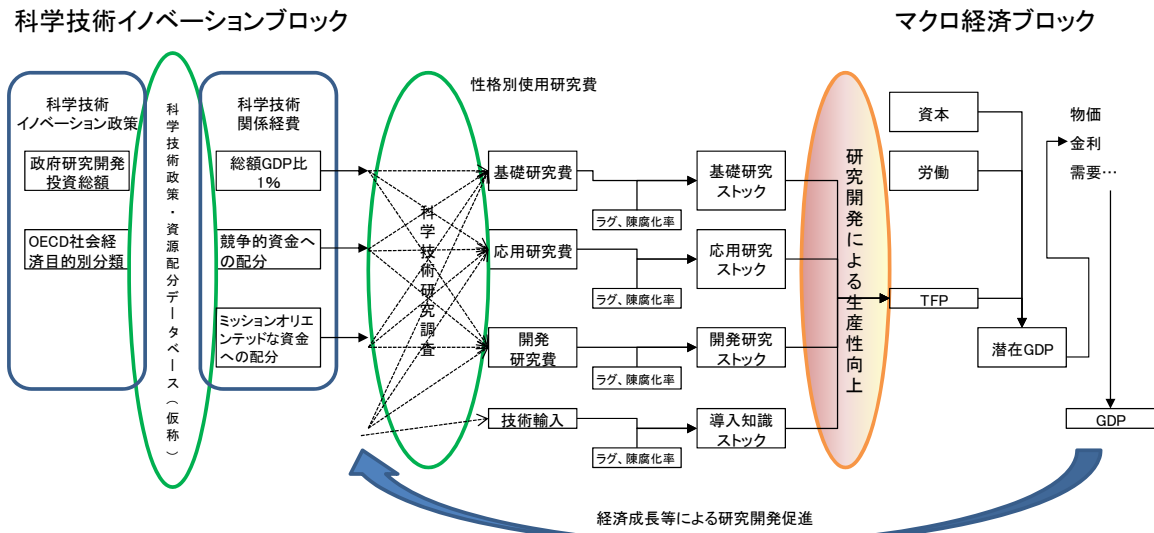 科学技術イノベーションブロック
マクロ経済ブロック
科学技術
イノベーション政策
政府研究開発
投資総額
OECD社会経
済目的別分類
科学技術政策・資源配分データベース（仮称）
科学技術
関係経費
総額GDP比
1%
競争的資金へ
の配分
ミッションオリエ
ンテッドな資金
への配分
科学技術研究調査
性格別使用研究費
基礎研究費
応用研究費
開発
研究費
技術輸入
ラグ、陳腐化率
ラグ、陳腐化率
ラグ、陳腐化率
ラグ、陳腐化率
基礎研究
ストック
応用研究
ストック
開発研究
ストック
導入知識
ストック
研究開発による生産性向上
資本
労働
TFP
潜在GDP
物価
金利
需要…
GDP
経済成長等による研究開発促進